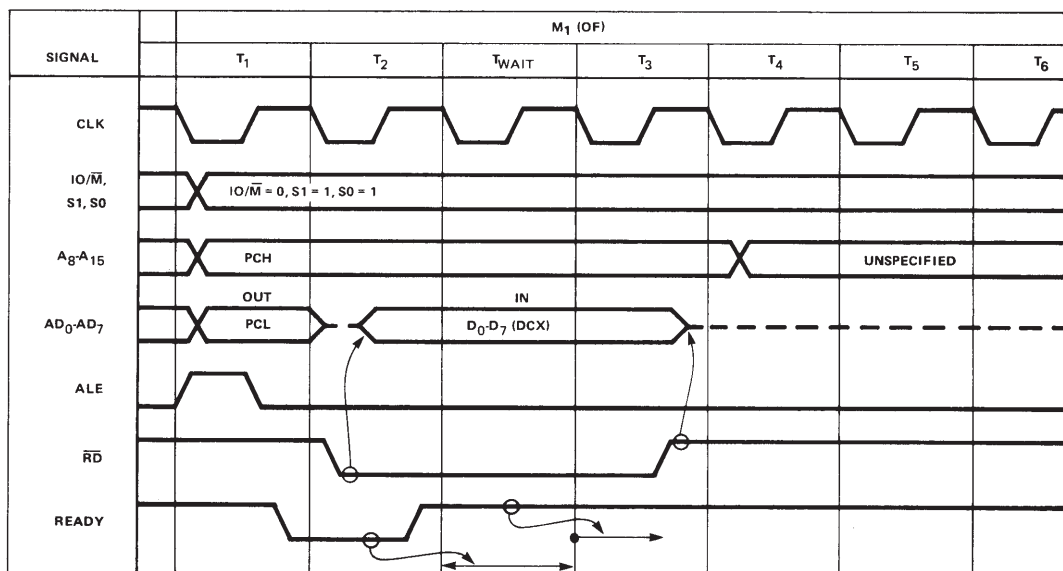 M1 (OF)
SIGNAL T1 T2 TWAIT T3 T4 T5 T6
CLK
IO/M̅,
S1, S0
IO/M̅ = 0, S1 = 1, S0 = 1
A8-A15 PCH UNSPECIFIED
OUT IN
AD0-AD7 PCL D0-D7 (DCX)
ALE
R̅D̅
READY